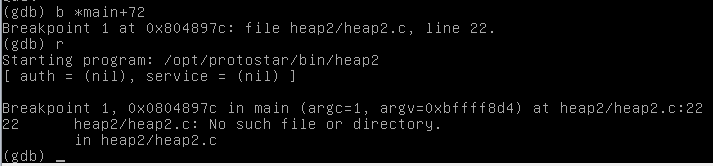 (gdb) b *main+72
Breakpoint 1 at 0x804897c: file heap2/heap2.c, line 22.
(gdb) r
Starting program: /opt/protostar/bin/heap2
[ auth = (nil), service = (nil) ]
Breakpoint 1, 0x0804897c in main (argc=1, argv=0xbffff8d4) at heap2/heap2.c:22
22 heap2/heap2.c: No such file or directory.
in heap2/heap2.c
(gdb) _